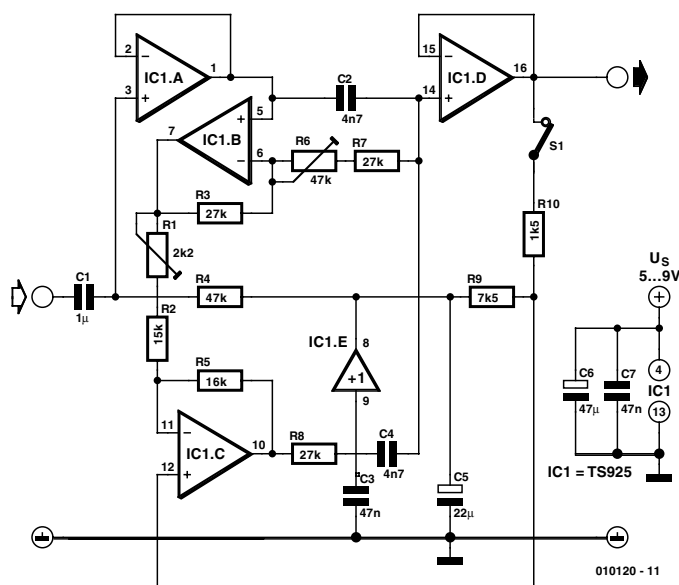 2
15
IC1.A
1
IC1.D
16
3
C2
14
7
5
4n7
IC1.B
S1
6
R6
R7
47k
27k
R3
27k
R10
R1
1k5
2k2
US
5...9V
C1
R4
R9
1µ
47k
7k5
R2
15k
IC1.E
8
R5
4
16k
+1
C6
C7
IC1
9
47µ
47n
13
11
10
R8
C4
IC1.C
27k
4n7
12
C3
C5
IC1 = TS925
47n
22µ
010120 - 11